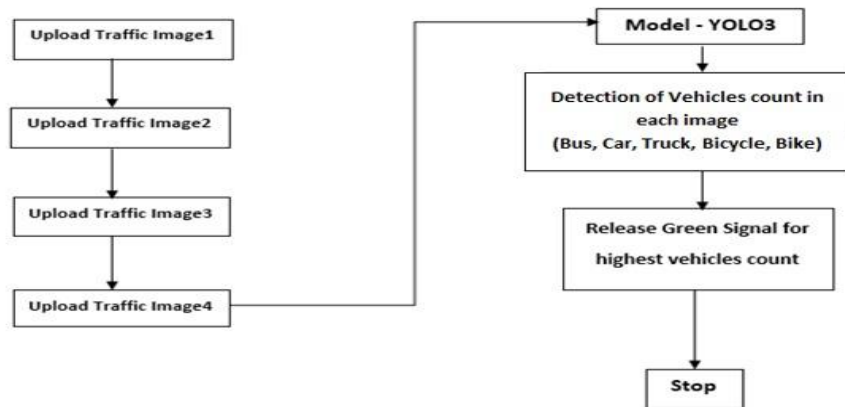 Upload Traffic Image1
Upload Traffic Image2
Upload Traffic Image3
Upload Traffic Image4
Model - YOLO3
Detection of Vehicles count in
each image
(Bus, Car, Truck, Bicycle, Bike)
Release Green Signal for
highest vehicles count
Stop